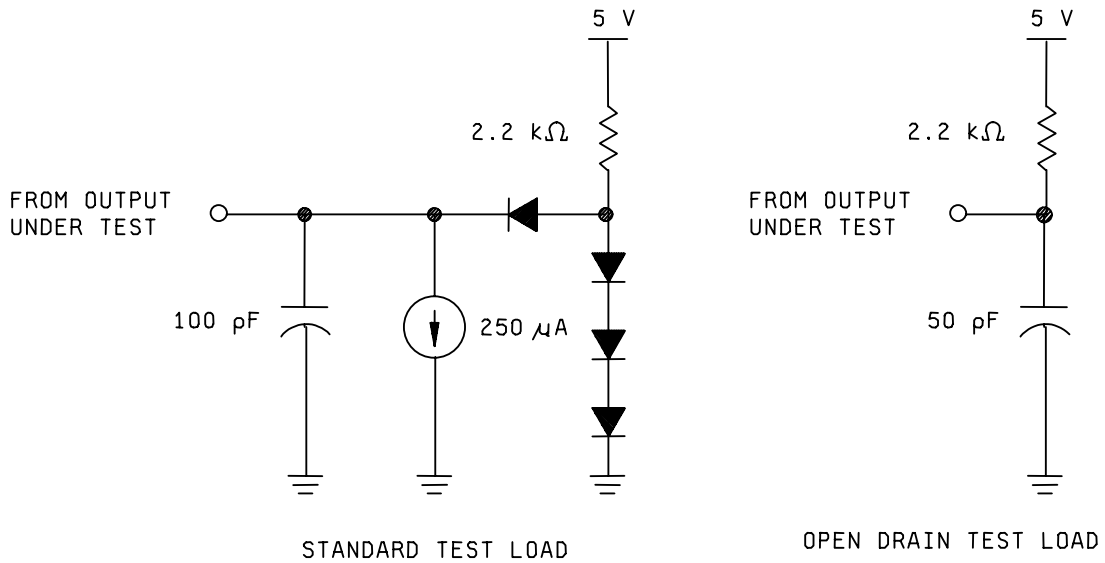 5 V
2.2 kΩ
FROM OUTPUT
UNDER TEST
100 pF
250 μA
STANDARD TEST LOAD
5 V
2.2 kΩ
FROM OUTPUT
UNDER TEST
50 pF
OPEN DRAIN TEST LOAD